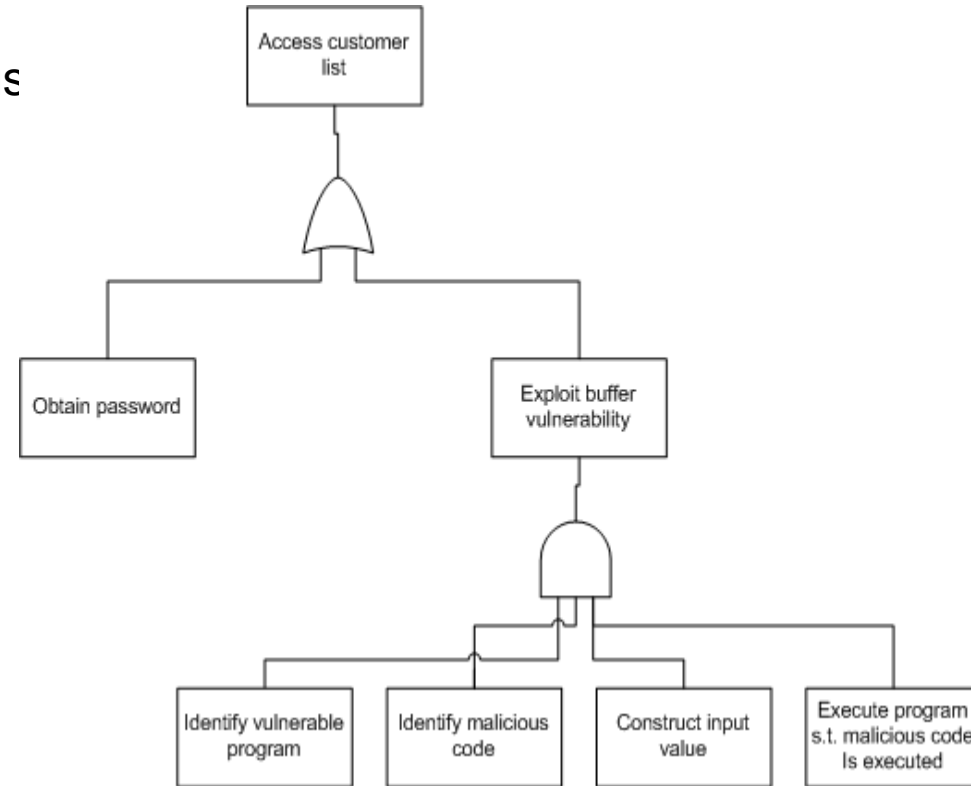 Access customer
list
s
Obtain password
Exploit buffer
vulnerability
Identify vulnerable
program
Identify malicious
code
Construct input
value
Execute program
s.t. malicious code
Is executed